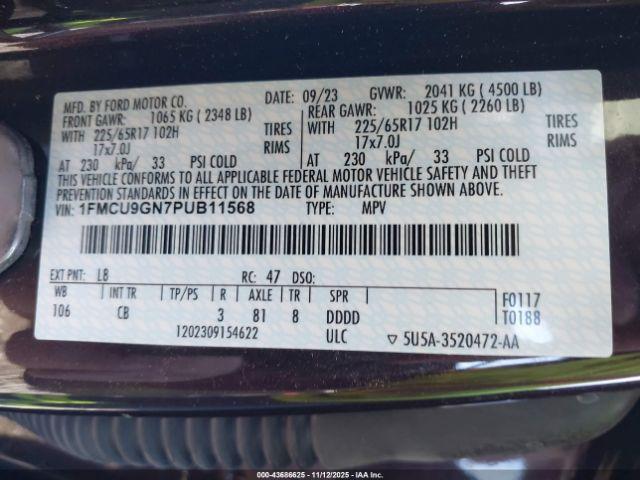 MFD. BY FORD MOTOR CO. DATE: 09/23 GVWR: 2041 KG ( 4500 LB)
FRONT GAWR: 1065 KG ( 2348 LB) REAR GAWR: 1025 KG ( 2260 LB)
WITH 225/65R17 102H TIRES WITH 225/65R17 102H TIRES
17x7.0J RIMS 17x7.0J RIMS
AT 230 kPa/ 33 PSI COLD AT 230 kPa/ 33 PSI COLD
THIS VEHICLE CONFORMS TO ALL APPLICABLE FEDERAL MOTOR VEHICLE SAFETY AND THEFT
PREVENTION STANDARDS IN EFFECT ON THE DATE OF MANUFACTURE SHOWN ABOVE.
VIN: 1FMCU9GN7PUB11568 TYPE: MPV
EXT PNT: L8 RC: 47 DSO:
WB INT TR TP/PS R AXLE TR SPR F0117
106 CB 3 81 8 DDDD T0188
1202309154622 ULC ▽ 5U5A-3520472-AA
000-43686625 - 11/12/2025 - IAA Inc.